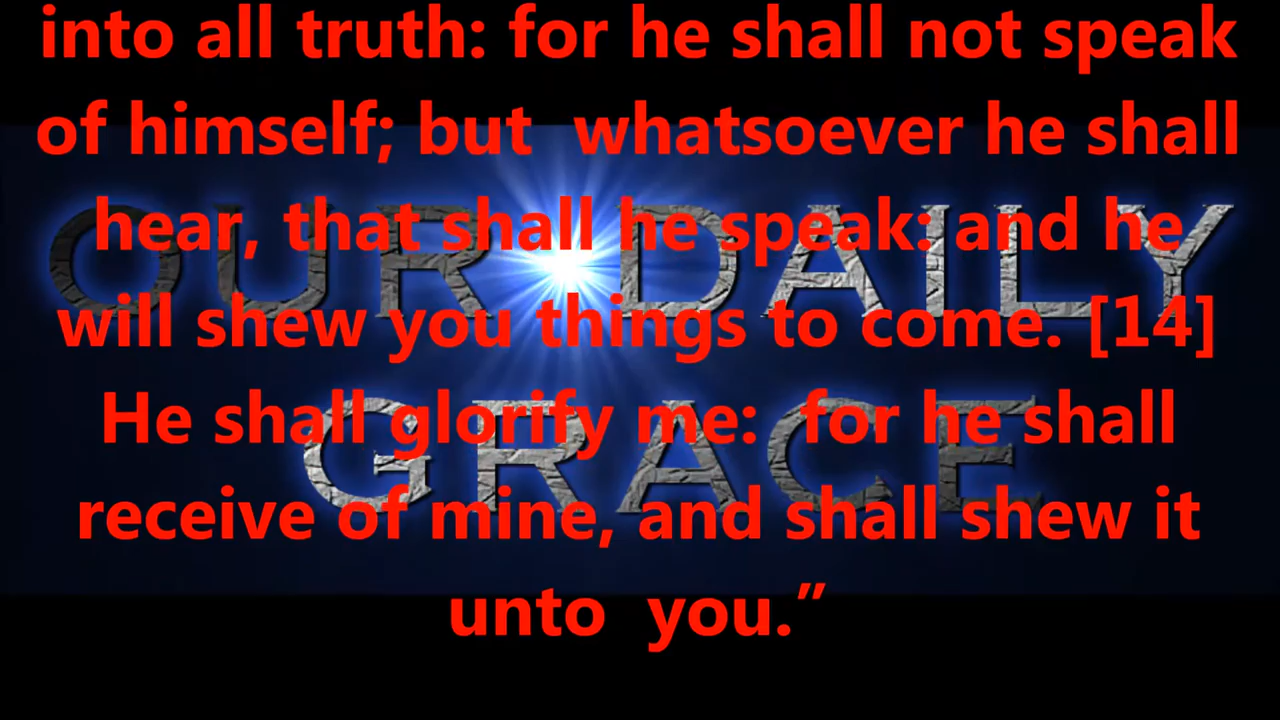 into all truth: for he shall not speak
of himself; but  whatsoever he shall
hear, that shall he speak: and he
will shew you things to come. [14]
He shall glorify me:  for he shall
receive of mine, and shall shew it
unto  you.”
OUR DAILY
GRACE